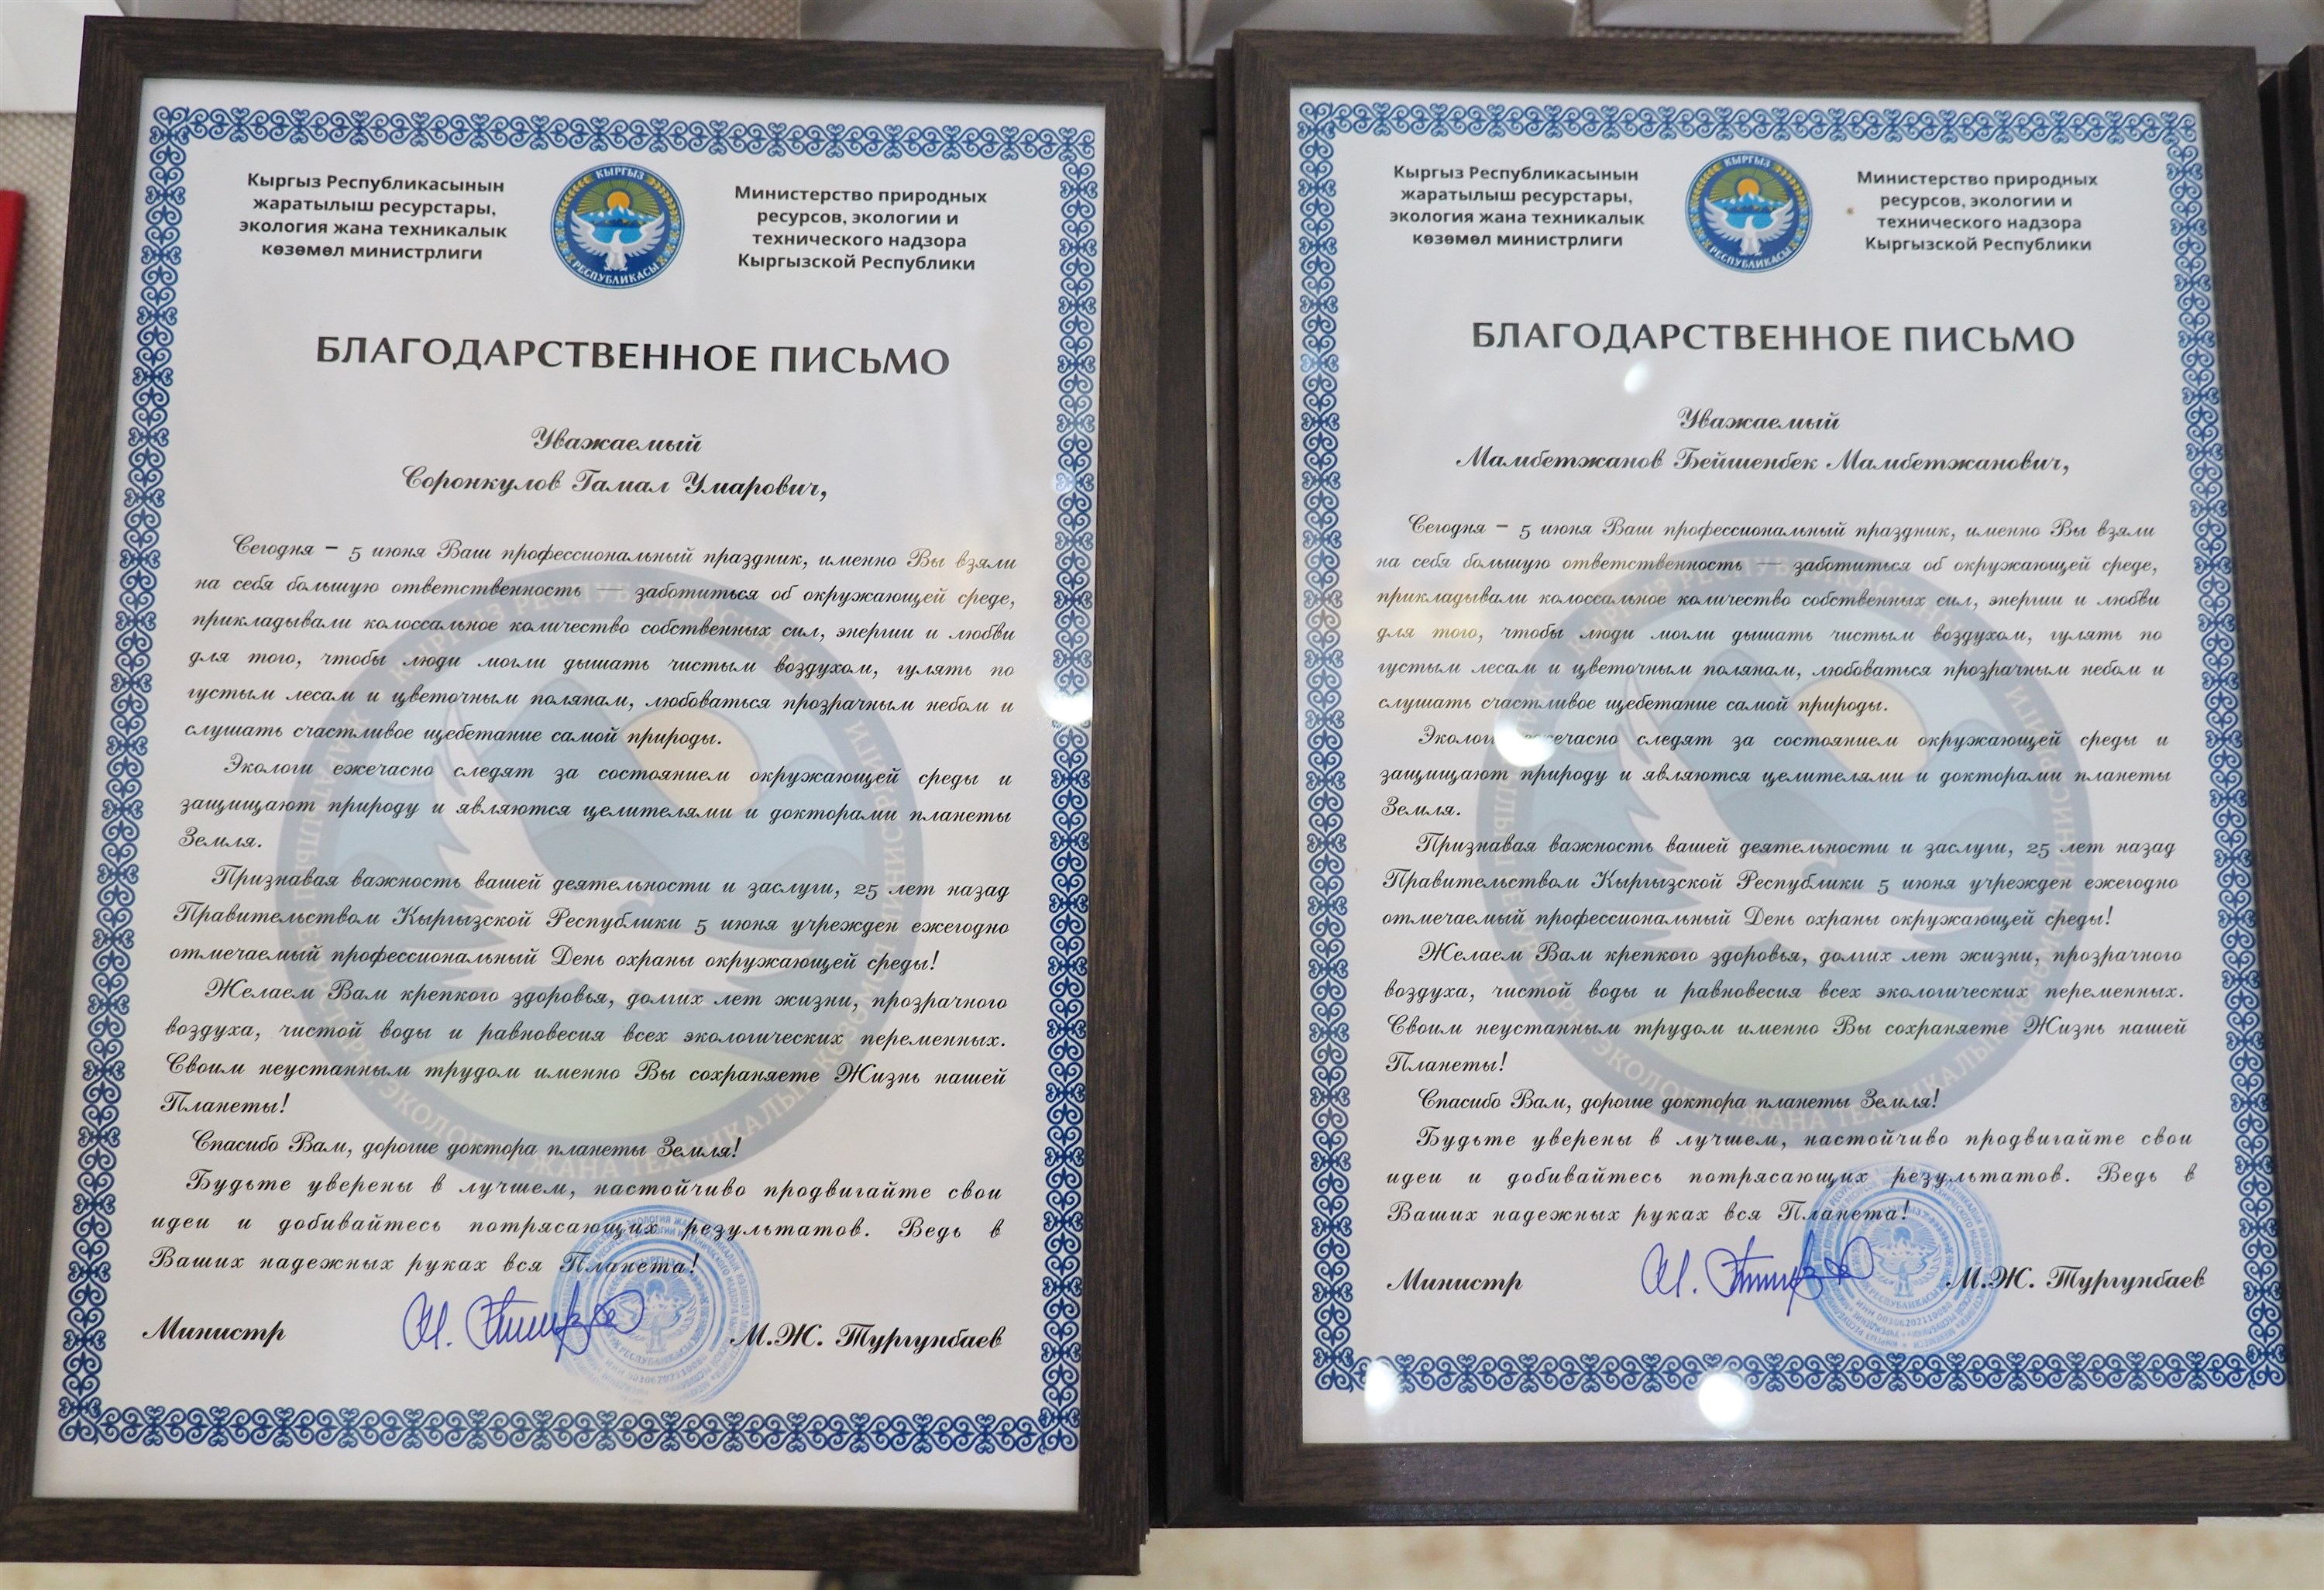 Кыргыз Республикасынын
жаратылыш ресурстары,
экология жана техникалык
көзөмөл министрлиги
КЫРГЫЗ
РЕСПУБЛИКАСЫ
Министерство природных
ресурсов, экологии и
технического надзора
Кыргызской Республики
БЛАГОДАРСТВЕННОЕ ПИСЬМО
Уважаемый
Соронкулов Гамал Умарович,
Сегодня – 5 июня Ваш профессиональный праздник, именно Вы взяли
на себя большую ответственность — заботиться об окружающей среде,
прикладывали колоссальное количество собственных сил, энергии и любви
для того, чтобы люди могли дышать чистым воздухом, гулять по
густым лесам и цветочным полянам, любоваться прозрачным небом и
слушать счастливое щебетание самой природы.
Экологи ежечасно следят за состоянием окружающей среды и
защищают природу и являются целителями и докторами планеты
Земля.
Признавая важность вашей деятельности и заслуги, 25 лет назад
Правительством Кыргызской Республики 5 июня учрежден ежегодно
отмечаемый профессиональный День охраны окружающей среды!
Желаем Вам крепкого здоровья, долгих лет жизни, прозрачного
воздуха, чистой воды и равновесия всех экологических переменных.
Своим неустанным трудом именно Вы сохраняете Жизнь нашей
Планеты!
Спасибо Вам, дорогие доктора планеты Земля!
Будьте уверены в лучшем, настойчиво продвигайте свои
идеи и добивайтесь потрясающих результатов. Ведь в
Ваших надежных руках вся Планета!
Министр
М.Ж. Тургунбаев
Кыргыз Республикасынын
жаратылыш ресурстары,
экология жана техникалык
көзөмөл министрлиги
КЫРГЫЗ
РЕСПУБЛИКАСЫ
Министерство природных
ресурсов, экологии и
технического надзора
Кыргызской Республики
БЛАГОДАРСТВЕННОЕ ПИСЬМО
Уважаемый
Мамбетжанов Бейшенбек Мамбетжанович,
Сегодня – 5 июня Ваш профессиональный праздник, именно Вы взяли
на себя большую ответственность — заботиться об окружающей среде,
прикладывали колоссальное количество собственных сил, энергии и любви
для того, чтобы люди могли дышать чистым воздухом, гулять по
густым лесам и цветочным полянам, любоваться прозрачным небом и
слушать счастливое щебетание самой природы.
Экологи ежечасно следят за состоянием окружающей среды и
защищают природу и являются целителями и докторами планеты
Земля.
Признавая важность вашей деятельности и заслуги, 25 лет назад
Правительством Кыргызской Республики 5 июня учрежден ежегодно
отмечаемый профессиональный День охраны окружающей среды!
Желаем Вам крепкого здоровья, долгих лет жизни, прозрачного
воздуха, чистой воды и равновесия всех экологических переменных.
Своим неустанным трудом именно Вы сохраняете Жизнь нашей
Планеты!
Спасибо Вам, дорогие доктора планеты Земля!
Будьте уверены в лучшем, настойчиво продвигайте свои
идеи и добивайтесь потрясающих результатов. Ведь в
Ваших надежных руках вся Планета!
Министр
М.Ж. Тургунбаев